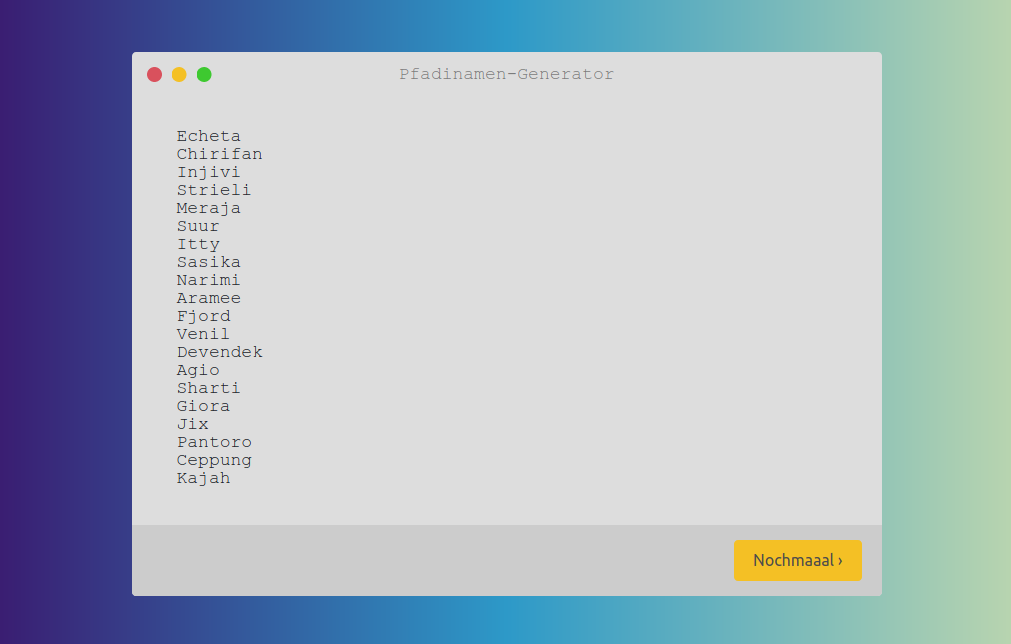 Pfadinamen-Generator
Echeta
Chirifan
Injivi
Strieli
Meraja
Suur
Itty
Sasika
Narimi
Aramee
Fjord
Venil
Devendek
Agio
Sharti
Giora
Jix
Pantoro
Ceppung
Kajah
Nochmaaal ›